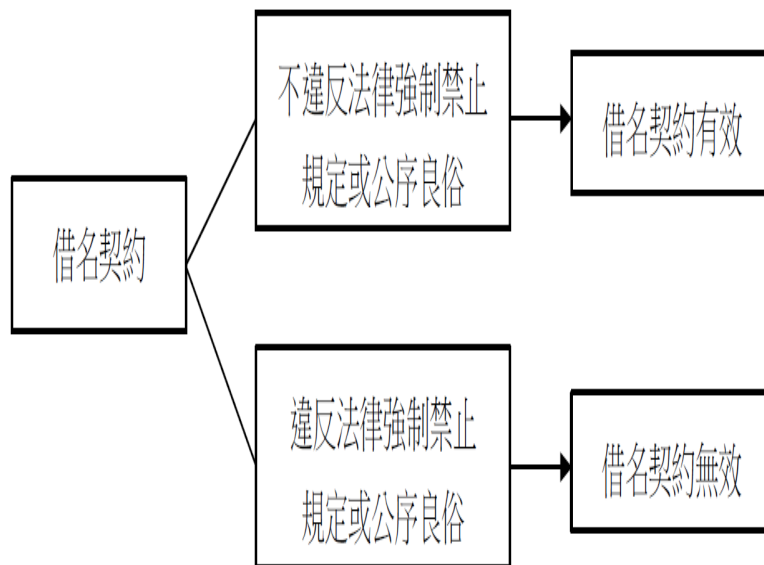 借名契約
不違反法律強制禁止
規定或公序良俗
借名契約有效
違反法律強制禁止
規定或公序良俗
借名契約無效